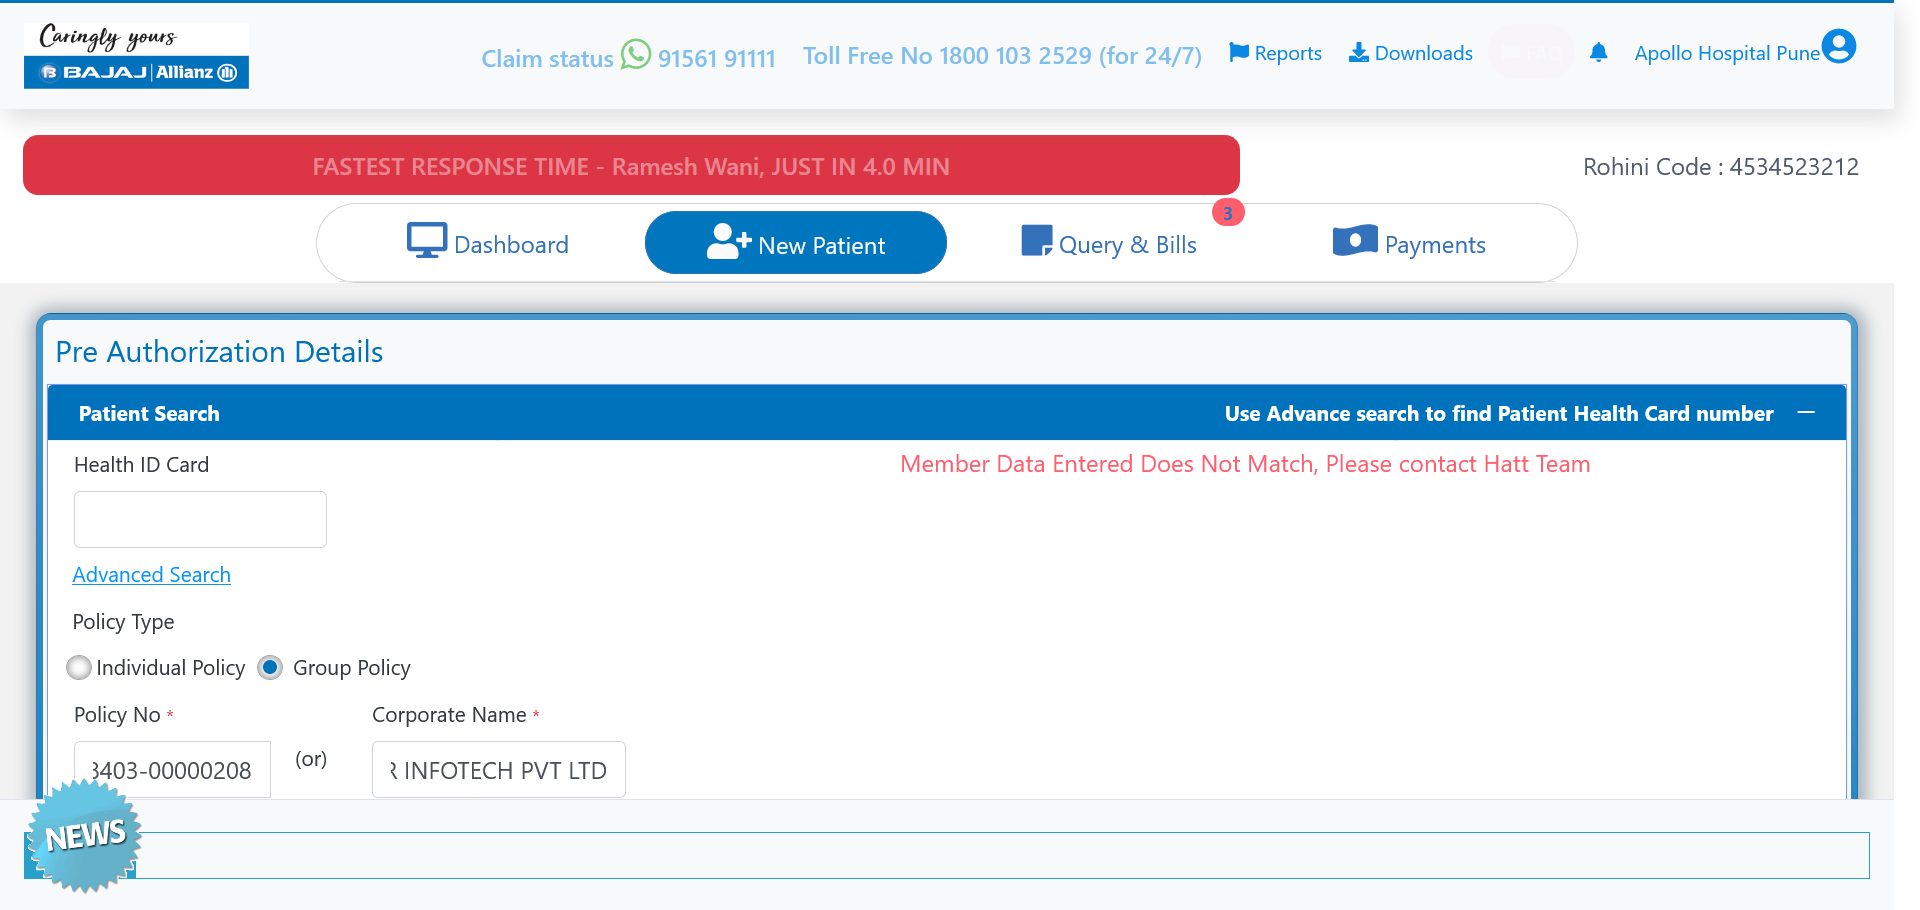 Caringly yours
BAJAJ | Allianz
Claim status 91561 91111
Toll Free No 1800 103 2529 (for 24/7)
Reports
Downloads
FAQ
Apollo Hospital Pune
FASTEST RESPONSE TIME - Ramesh Wani, JUST IN 4.0 MIN
Rohini Code : 4534523212
Dashboard
New Patient
Query & Bills
3
Payments
Pre Authorization Details
Patient Search
Use Advance search to find Patient Health Card number
Health ID Card
Member Data Entered Does Not Match, Please contact Hatt Team
Advanced Search
Policy Type
Individual Policy
Group Policy
Policy No *
Corporate Name *
3403-00000208
(or)
R INFOTECH PVT LTD
NEWS